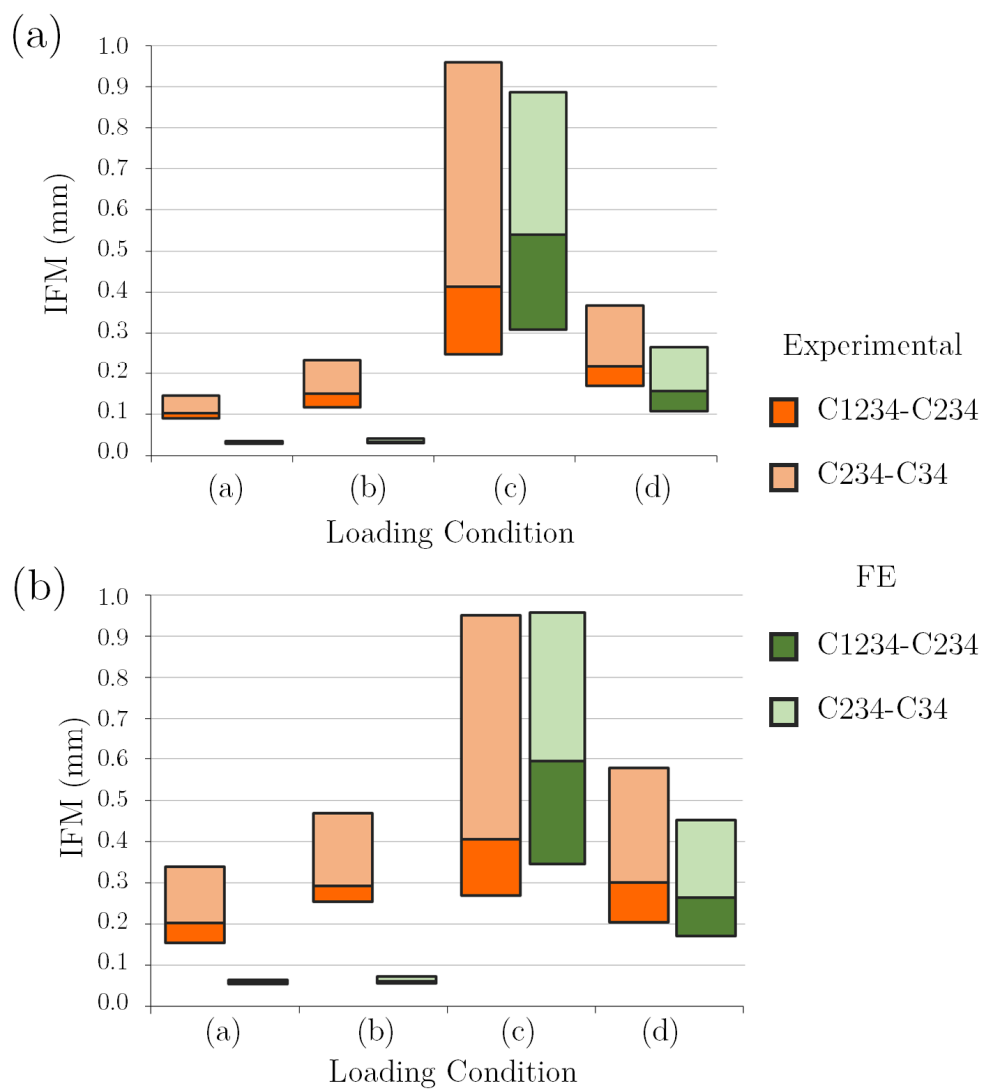 (a)
IFM (mm)
1.0
0.9
0.8
0.7
0.6
0.5
0.4
0.3
0.2
0.1
0.0
(a) (b) (c) (d)
Loading Condition
Experimental
C1234-C234
C234-C34
FE
C1234-C234
C234-C34
(b)
IFM (mm)
1.0
0.9
0.8
0.7
0.6
0.5
0.4
0.3
0.2
0.1
0.0
(a) (b) (c) (d)
Loading Condition